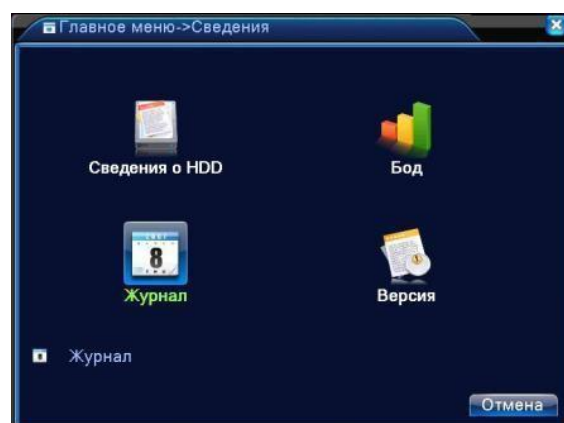 Главное меню->Сведения
Сведения о HDD
Бод
8
Журнал
Версия
Журнал
Отмена